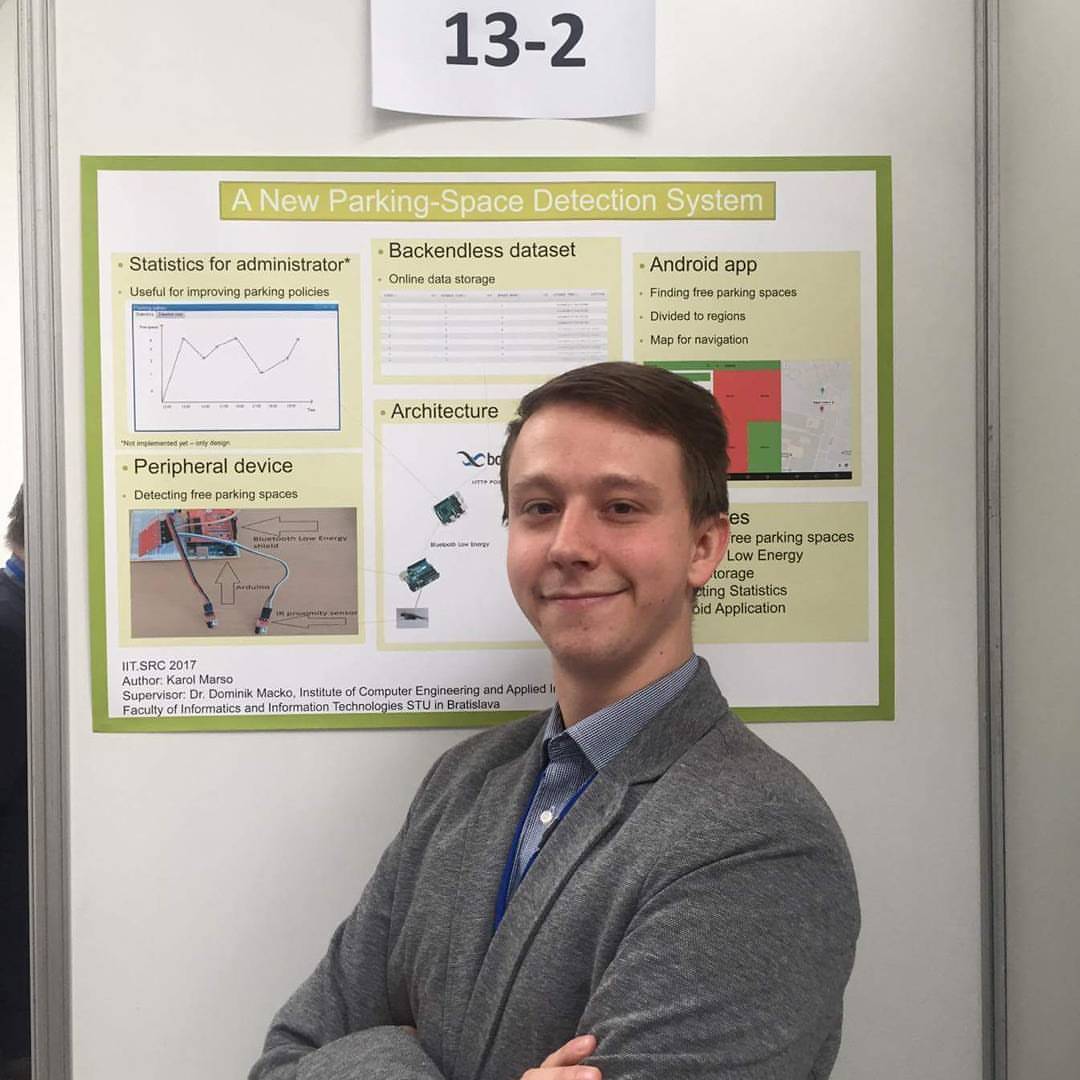 13-2
A New Parking-Space Detection System
• Statistics for administrator*
• Useful for improving parking policies
*Not implemented yet – only design
• Peripheral device
• Detecting free parking spaces
Bluetooth Low Energy
shield
Arduino
IR proximity sensor
• Backendless dataset
• Online data storage
• Architecture
Bluetooth Low Energy
• Android app
• Finding free parking spaces
• Divided to regions
• Map for navigation
free parking spaces
Low Energy
Statistics
Application
IIT.SRC 2017
Author: Karol Marso
Supervisor: Dr. Dominik Macko, Institute of Computer Engineering and Applied
Faculty of Informatics and Information Technologies STU in Bratislava